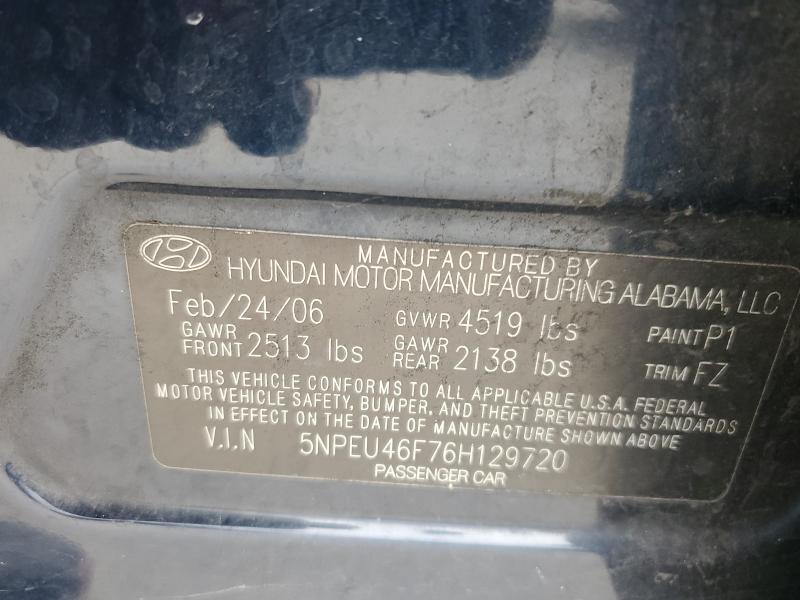 MANUFACTURED BY
HYUNDAI MOTOR MANUFACTURING ALABAMA, LLC
Feb/24/06 GVWR 4519 lbs PAINT P1
GAWR FRONT 2513 lbs GAWR REAR 2138 lbs TRIM FZ
THIS VEHICLE CONFORMS TO ALL APPLICABLE U.S.A. FEDERAL
MOTOR VEHICLE SAFETY, BUMPER, AND THEFT PREVENTION STANDARDS
IN EFFECT ON THE DATE OF MANUFACTURE SHOWN ABOVE
V.I.N 5NPEU46F76H129720
PASSENGER CAR